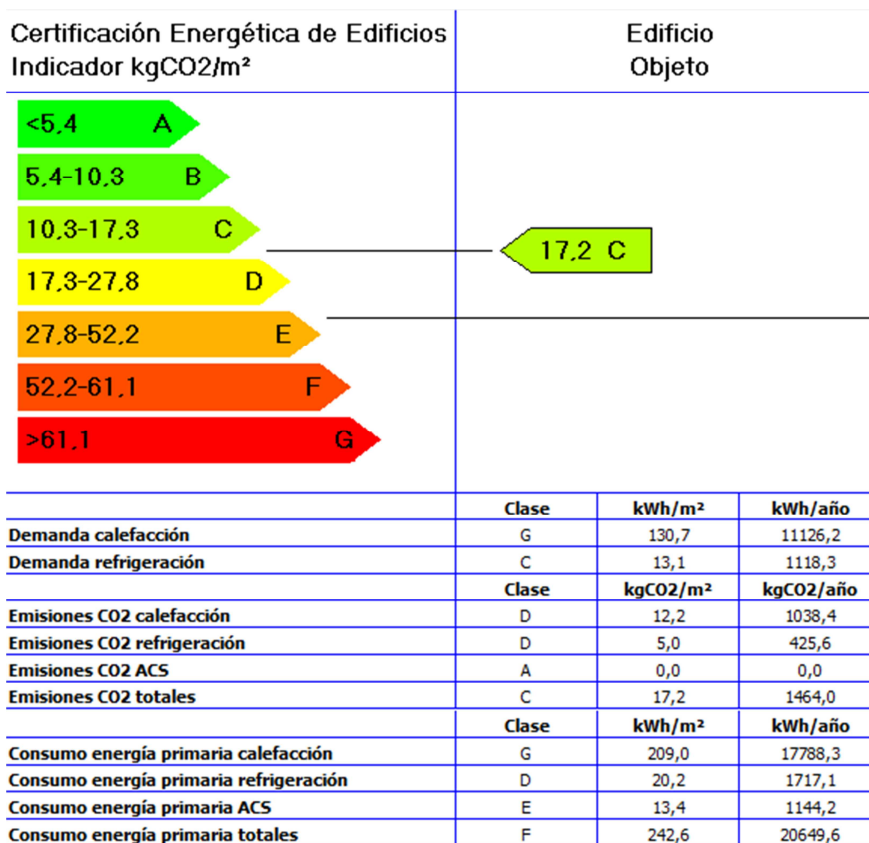 Certificación Energética de Edificios
Indicador kgCO2/m²
Edificio
Objeto
<5,4 A
5,4-10,3 B
10,3-17,3 C
17,2 C
17,3-27,8 D
27,8-52,2 E
52,2-61,1 F
>61,1 G
Clase kWh/m² kWh/año
Demanda calefacción G 130,7 11126,2
Demanda refrigeración C 13,1 1118,3
Clase kgCO2/m² kgCO2/año
Emisiones CO2 calefacción D 12,2 1038,4
Emisiones CO2 refrigeración D 5,0 425,6
Emisiones CO2 ACS A 0,0 0,0
Emisiones CO2 totales C 17,2 1464,0
Clase kWh/m² kWh/año
Consumo energía primaria calefacción G 209,0 17788,3
Consumo energía primaria refrigeración D 20,2 1717,1
Consumo energía primaria ACS E 13,4 1144,2
Consumo energía primaria totales F 242,6 20649,6